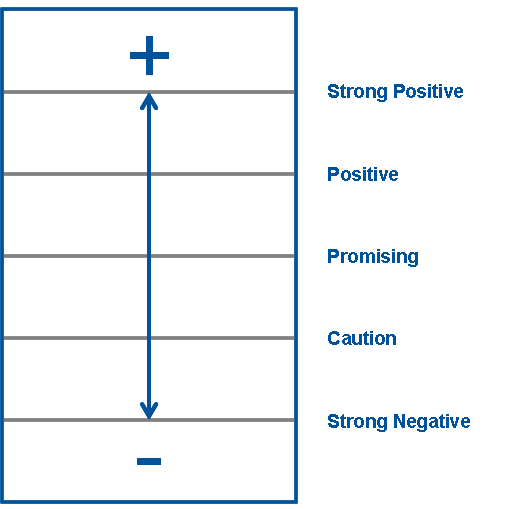 +
Strong Positive
Positive
Promising
Caution
Strong Negative
-